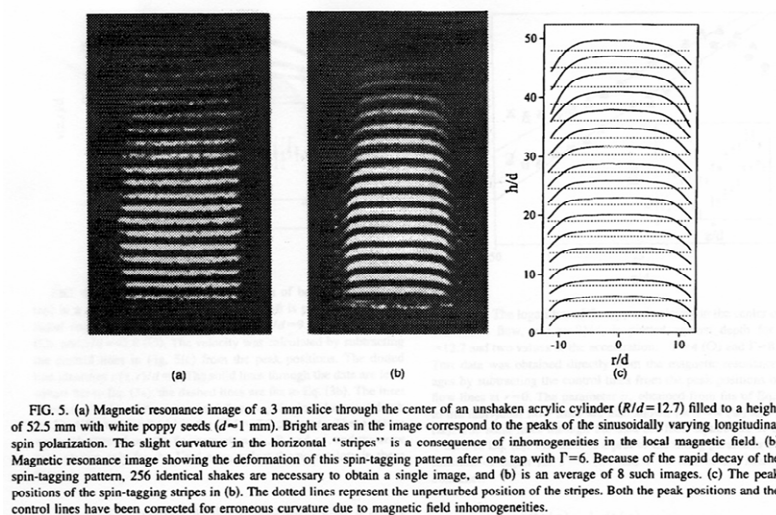 50
40
30
20
10
0
h/d
-10 0 10
r/d
(a) (b) (c)
FIG. 5. (a) Magnetic resonance image of a 3 mm slice through the center of an unshaken acrylic cylinder (R/d=12.7) filled to a heigh
of 52.5 mm with white poppy seeds (d≈1 mm). Bright areas in the image correspond to the peaks of the sinusoidally varying longitudina
spin polarization. The slight curvature in the horizontal "stripes" is a consequence of inhomogeneities in the local magnetic field. (b
Magnetic resonance image showing the deformation of this spin-tagging pattern after one tap with Γ=6. Because of the rapid decay of the
spin-tagging pattern, 256 identical shakes are necessary to obtain a single image, and (b) is an average of 8 such images. (c) The peak
positions of the spin-tagging stripes in (b). The dotted lines represent the unperturbed position of the stripes. Both the peak positions and the
control lines have been corrected for erroneous curvature due to magnetic field inhomogeneities.